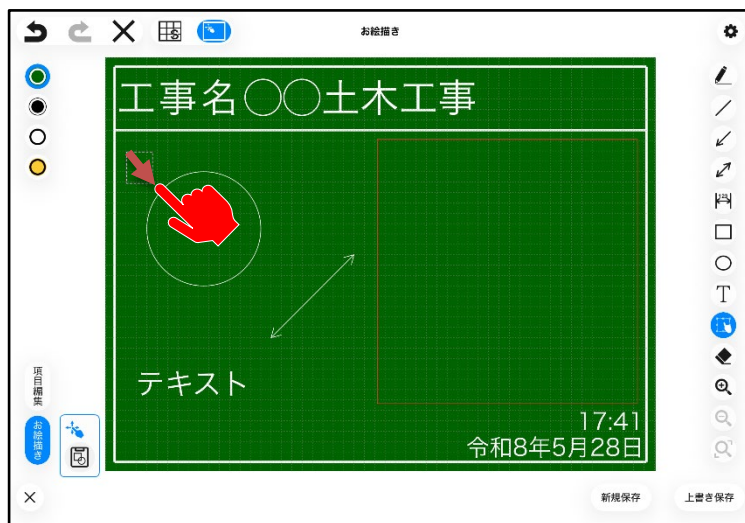 お絵描き
工事名○○土木工事
テキスト
17:41
令和8年5月28日
項目編集
お絵描き
新規保存
上書き保存